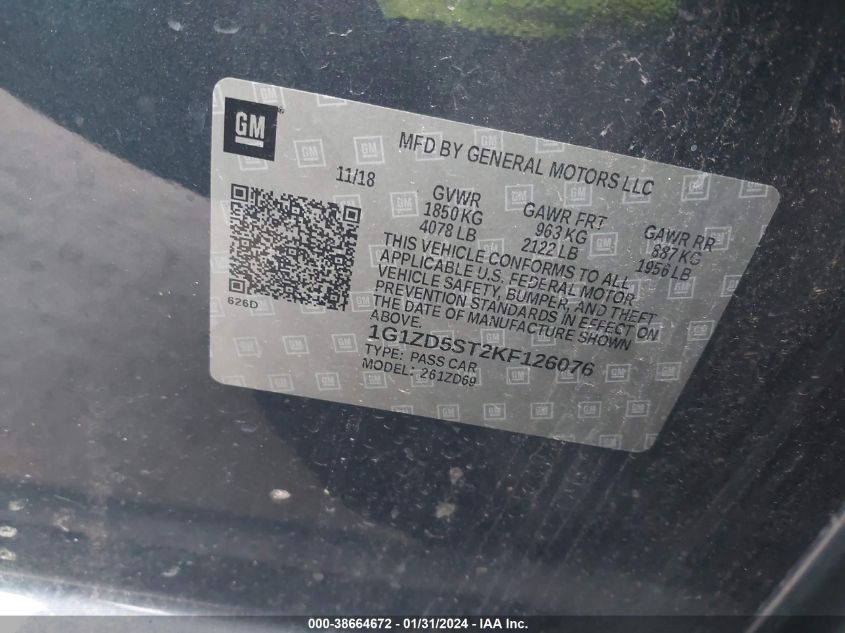 GM
MFD BY GENERAL MOTORS LLC
11/18
GVWR
1850 KG
4078 LB
GAWR FRT
963 KG
2122 LB
GAWR RR
887 KG
1956 LB
THIS VEHICLE CONFORMS TO ALL
APPLICABLE U.S. FEDERAL MOTOR
VEHICLE SAFETY, BUMPER, AND THEFT
PREVENTION STANDARDS IN EFFECT ON
THE DATE OF MANUFACTURE SHOWN
ABOVE.
626D
1G1ZD5ST2KF126076
TYPE: PASS CAR
MODEL: 261ZD69
000-38664672 - 01/31/2024 - IAAI.COM